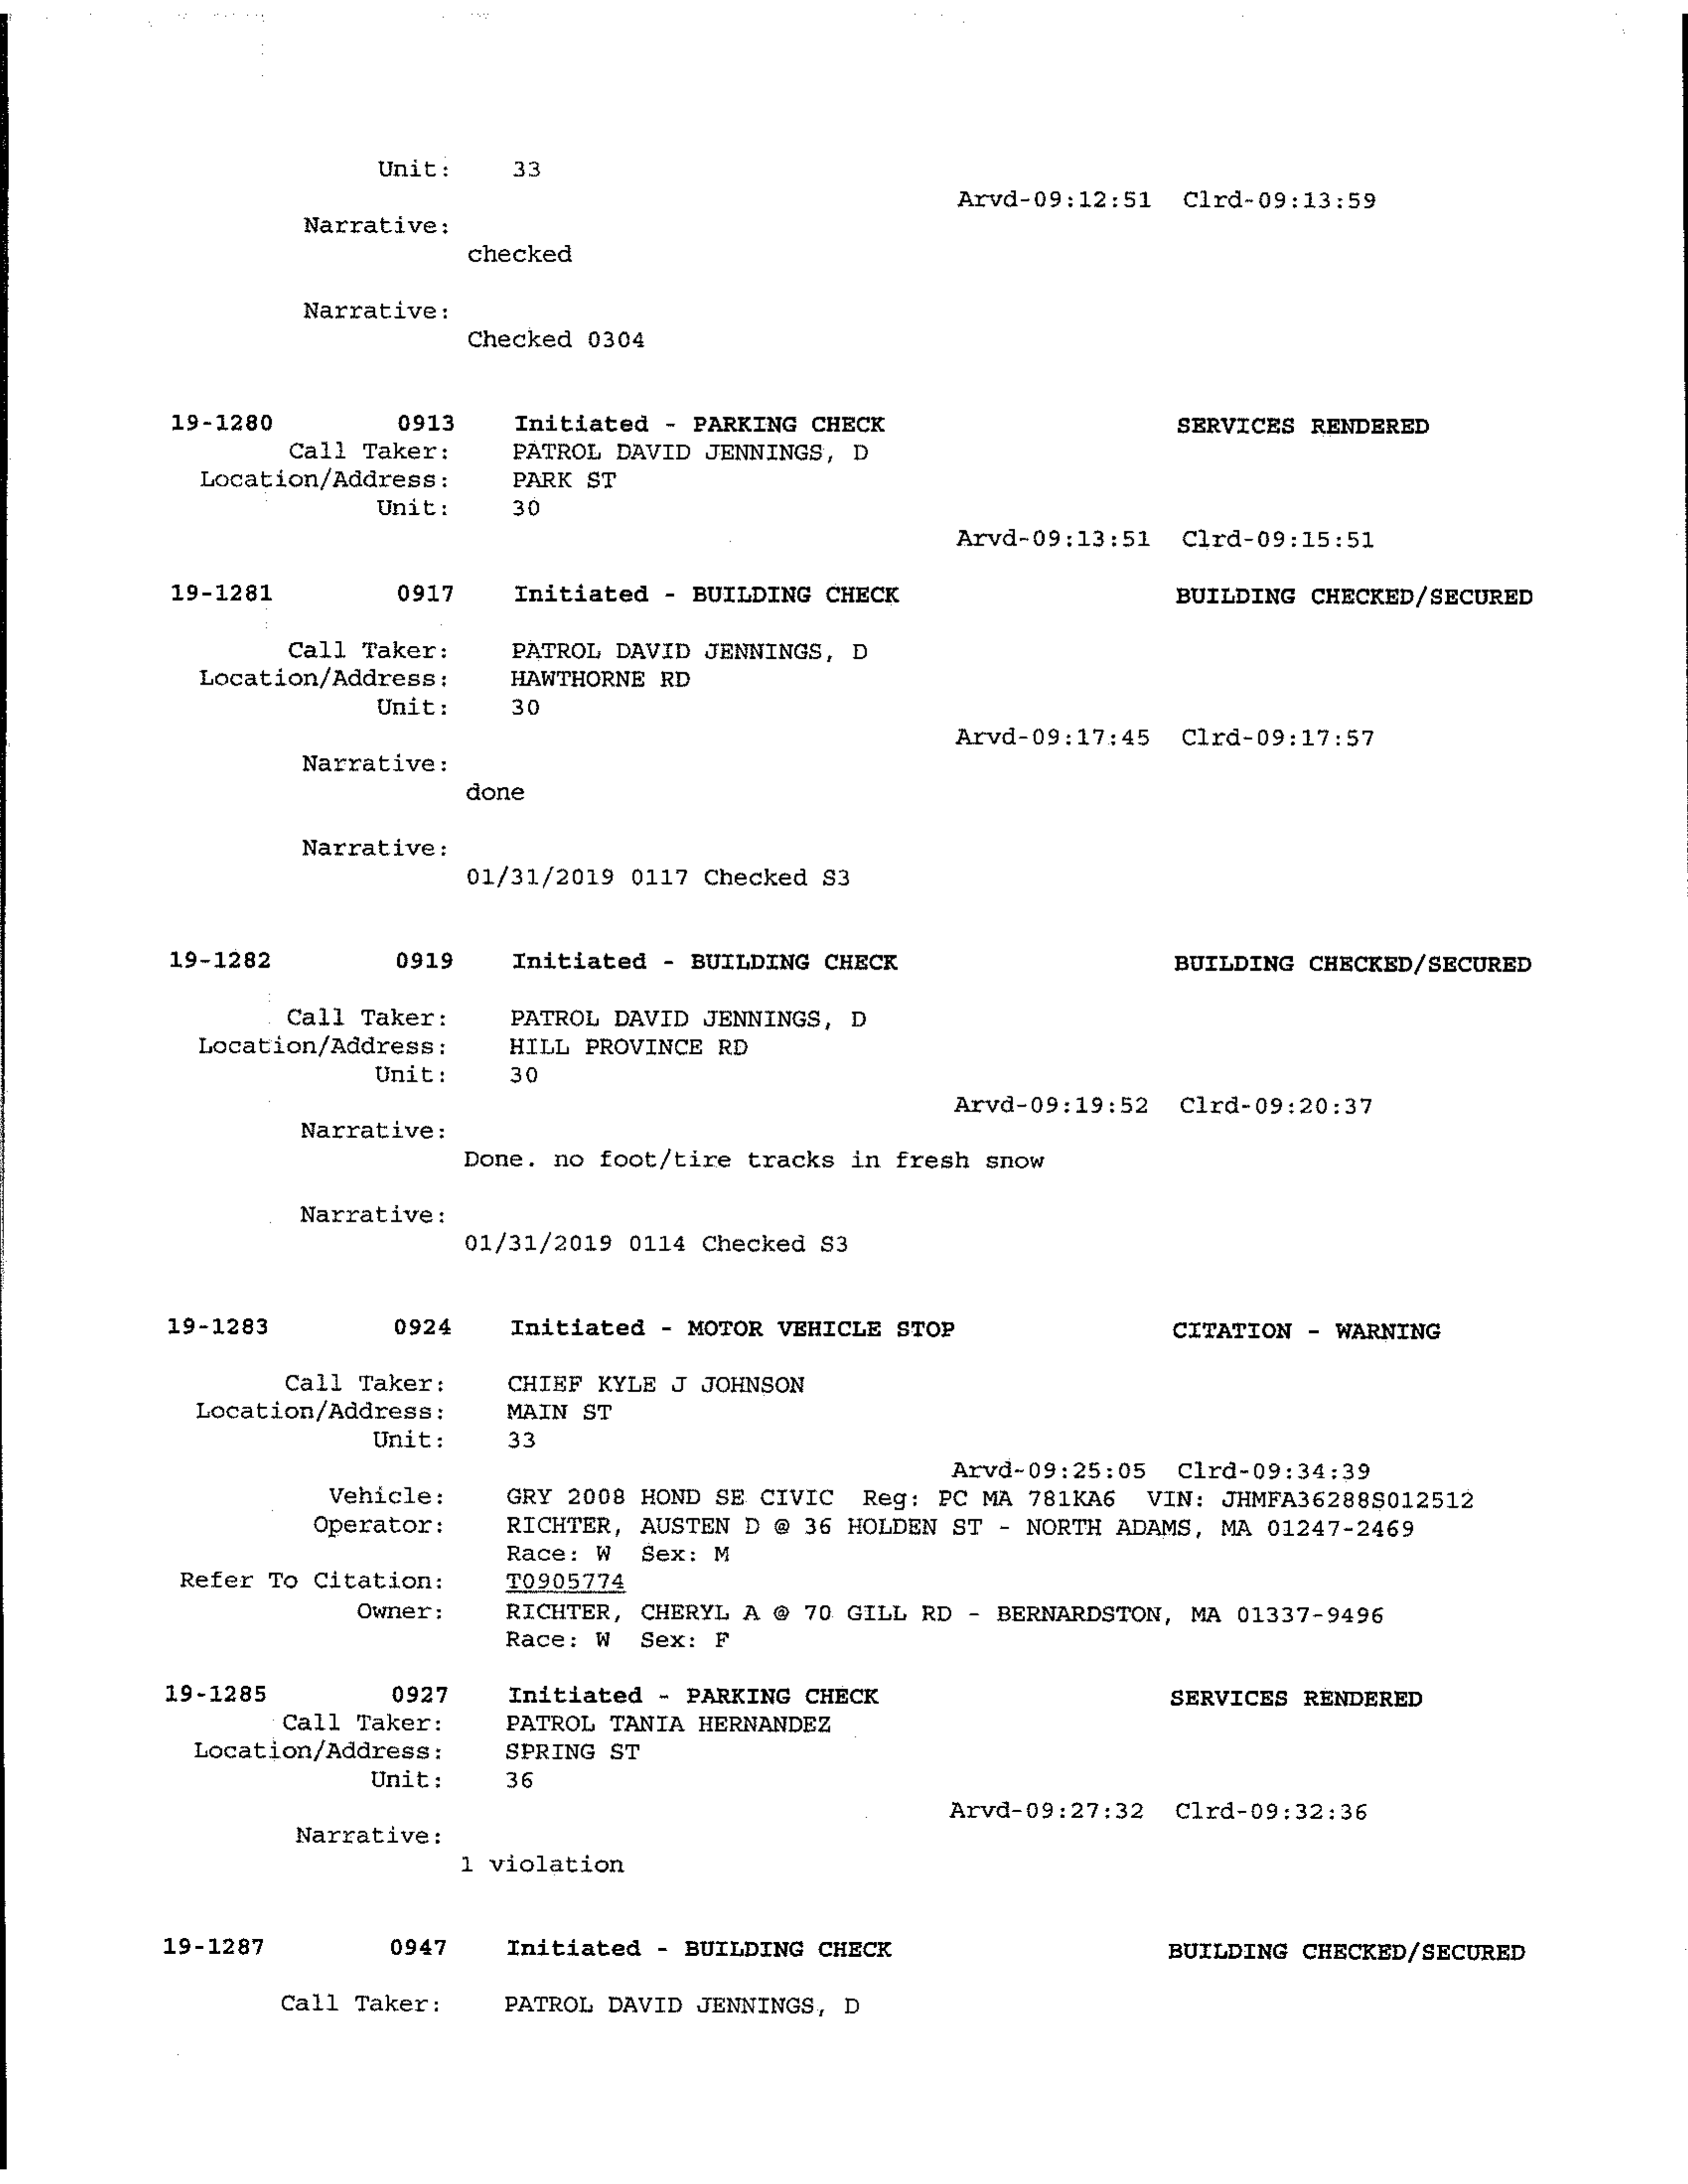 Unit: 33
Arvd-09:12:51 Clrd-09:13:59
Narrative:
checked
Narrative:
Checked 0304
19-1280 0913 Initiated - PARKING CHECK SERVICES RENDERED
Call Taker: PATROL DAVID JENNINGS, D
Location/Address: PARK ST
Unit: 30
Arvd-09:13:51 Clrd-09:15:51
19-1281 0917 Initiated - BUILDING CHECK BUILDING CHECKED/SECURED
Call Taker: PATROL DAVID JENNINGS, D
Location/Address: HAWTHORNE RD
Unit: 30
Arvd-09:17:45 Clrd-09:17:57
Narrative:
done
Narrative:
01/31/2019 0117 Checked S3
19-1282 0919 Initiated - BUILDING CHECK BUILDING CHECKED/SECURED
Call Taker: PATROL DAVID JENNINGS, D
Location/Address: HILL PROVINCE RD
Unit: 30
Arvd-09:19:52 Clrd-09:20:37
Narrative:
Done. no foot/tire tracks in fresh snow
Narrative:
01/31/2019 0114 Checked S3
19-1283 0924 Initiated - MOTOR VEHICLE STOP CITATION - WARNING
Call Taker: CHIEF KYLE J JOHNSON
Location/Address: MAIN ST
Unit: 33
Arvd-09:25:05 Clrd-09:34:39
Vehicle: GRY 2008 HOND SE CIVIC Reg: PC MA 781KA6 VIN: JHMFA36288S012512
Operator: RICHTER, AUSTEN D @ 36 HOLDEN ST - NORTH ADAMS, MA 01247-2469
Race: W Sex: M
Refer To Citation: T0905774
Owner: RICHTER, CHERYL A @ 70 GILL RD - BERNARDSTON, MA 01337-9496
Race: W Sex: F
19-1285 0927 Initiated - PARKING CHECK SERVICES RENDERED
Call Taker: PATROL TANIA HERNANDEZ
Location/Address: SPRING ST
Unit: 36
Arvd-09:27:32 Clrd-09:32:36
Narrative:
1 violation
19-1287 0947 Initiated - BUILDING CHECK BUILDING CHECKED/SECURED
Call Taker: PATROL DAVID JENNINGS, D